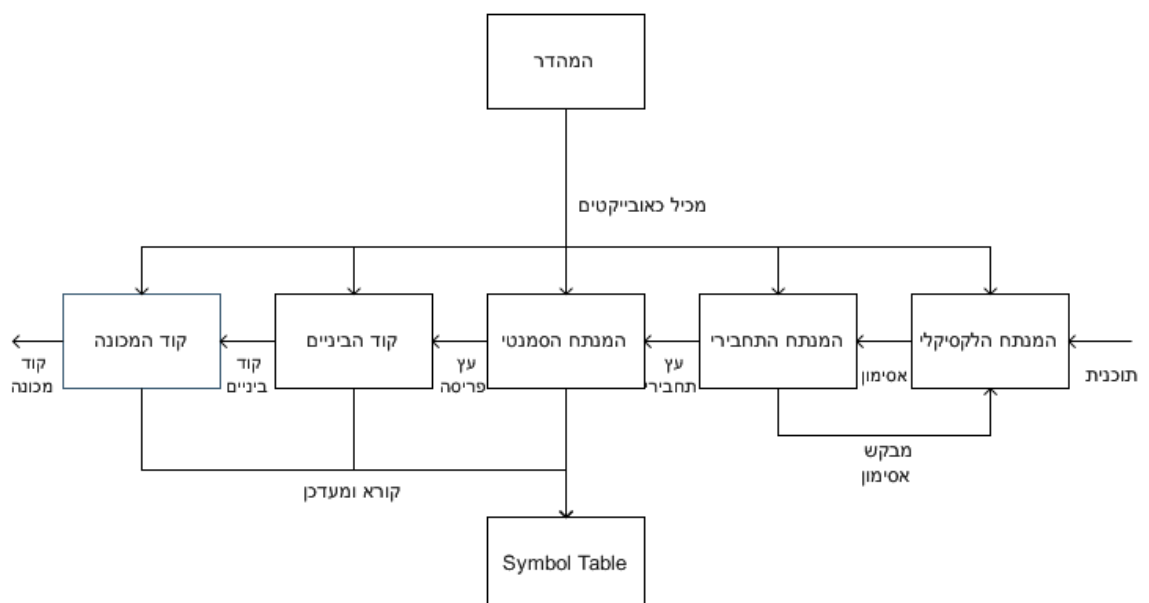 המהדר
מכיל כאובייקטים
תוכנית
המנתח הלקסיקלי
אסימון
המנתח התחבירי
עץ
תחבירי
המנתח הסמנטי
עץ
פריסה
קוד הביניים
קוד
ביניים
קוד המכונה
קוד
מכונה
מבקש
אסימון
קורא ומעדכן
Symbol Table